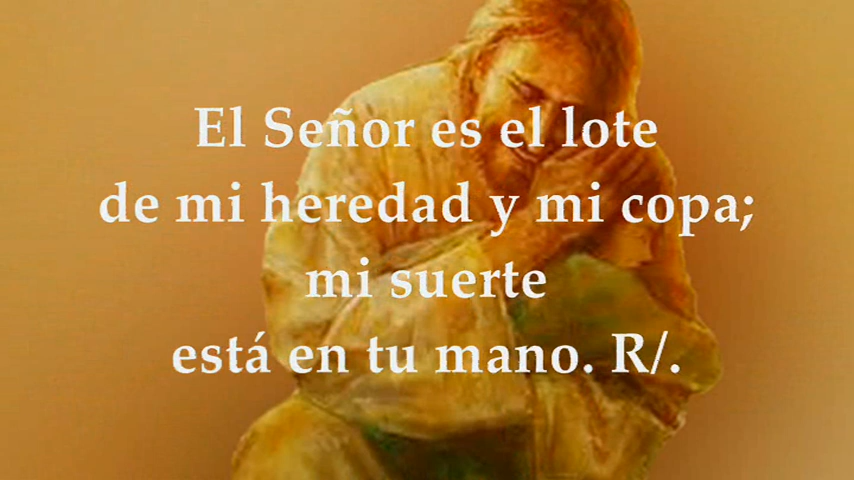 El Señor es el lote
de mi heredad y mi copa;
mi suerte
está en tu mano. R/.